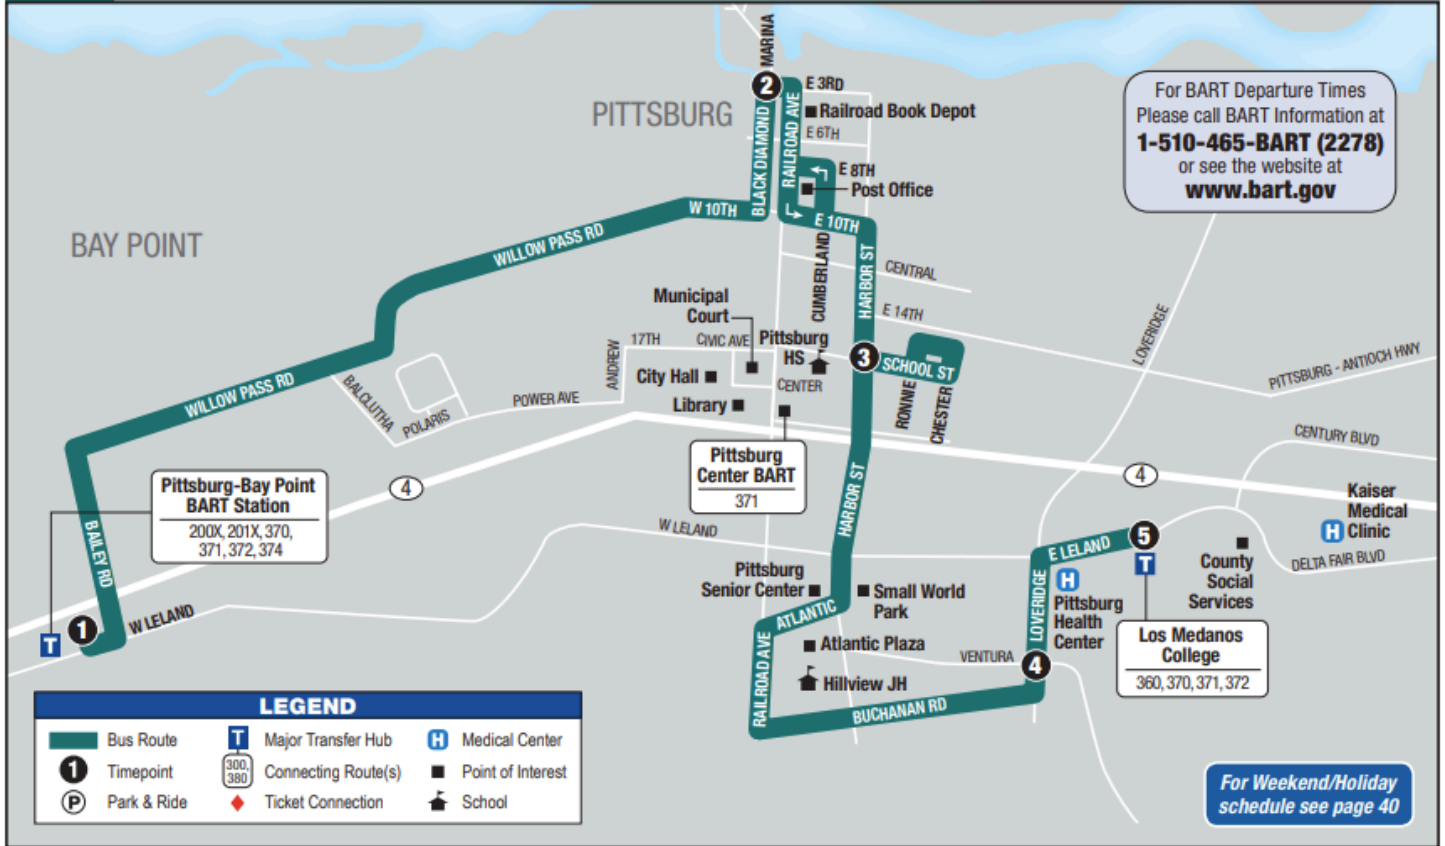 MARINA
2
E 3RD
PITTSBURG
RAILROAD AVE
Railroad Book Depot
BLACK DIAMOND
E 6TH
E 8TH
Post Office
For BART Departure Times
Please call BART Information at
1-510-465-BART (2278)
or see the website at
www.bart.gov
BAY POINT
WILLOW PASS RD
W 10TH
E 10TH
CUMBERLAND
HARBOR ST
CENTRAL
E 14TH
LOVERIDGE
PITTSBURG - ANTIOCH HWY
Municipal
Court
17TH
CIVIC AVE
Pittsburg
HS
3
SCHOOL ST
ANDREW
City Hall
CENTER
Library
RONNIE
CHESTER
WILLOW PASS RD
BALCLUTHA
POLARIS
POWER AVE
CENTURY BLVD
Pittsburg
Center BART
371
4
4
Pittsburg-Bay Point
BART Station
200X, 201X, 370,
371, 372, 374
BAILEY RD
HARBOR ST
W LELAND
Kaiser
Medical
H Clinic
DELTA FAIR BLVD
E LELAND
5
T
County
Social
Services
H
Pittsburg
Health
Center
LOVERIDGE
Los Medanos
College
360, 370, 371, 372
Pittsburg
Senior Center
Small World
Park
ATLANTIC
Atlantic Plaza
RAILROAD AVE
Hillview JH
VENTURA
4
BUCHANAN RD
T
1
W LELAND
LEGEND
Bus Route
T Major Transfer Hub
H Medical Center
1 Timepoint
300,
380
Connecting Route(s)
Point of Interest
P Park & Ride
Ticket Connection
School
For Weekend/Holiday
schedule see page 40